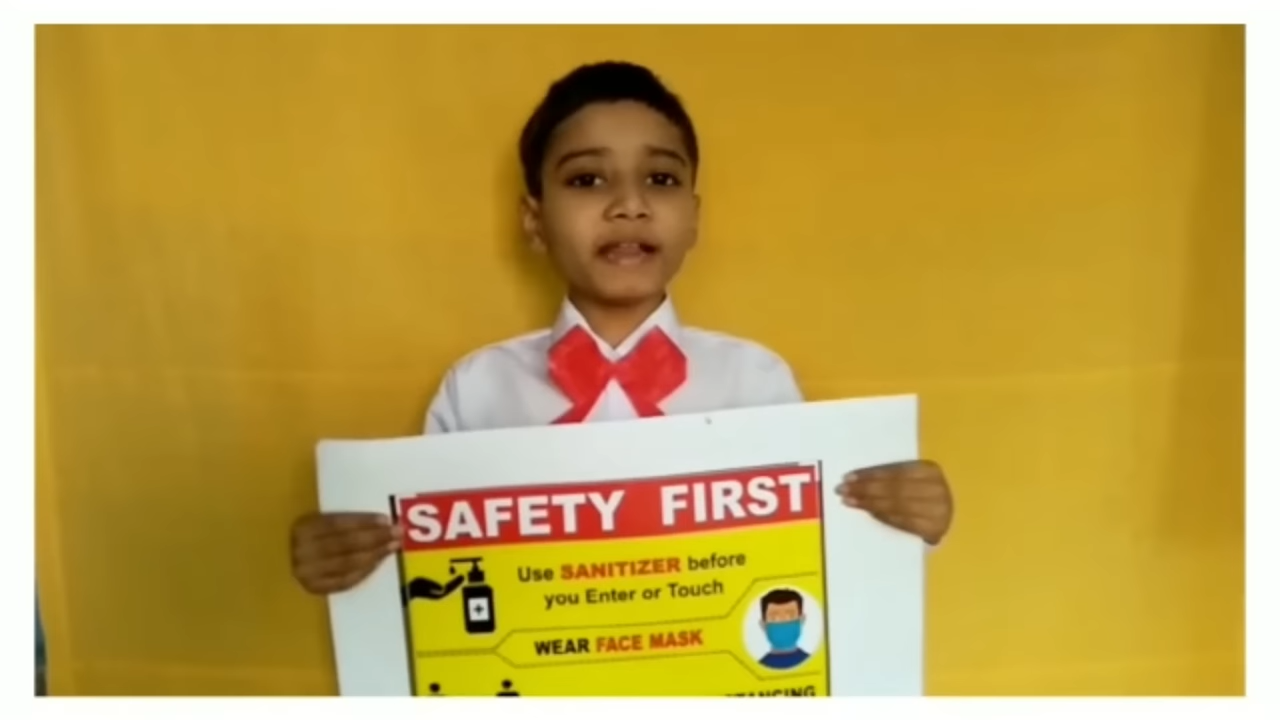 SAFETY FIRST
Use SANITIZER before
you Enter or Touch
WEAR FACE MASK